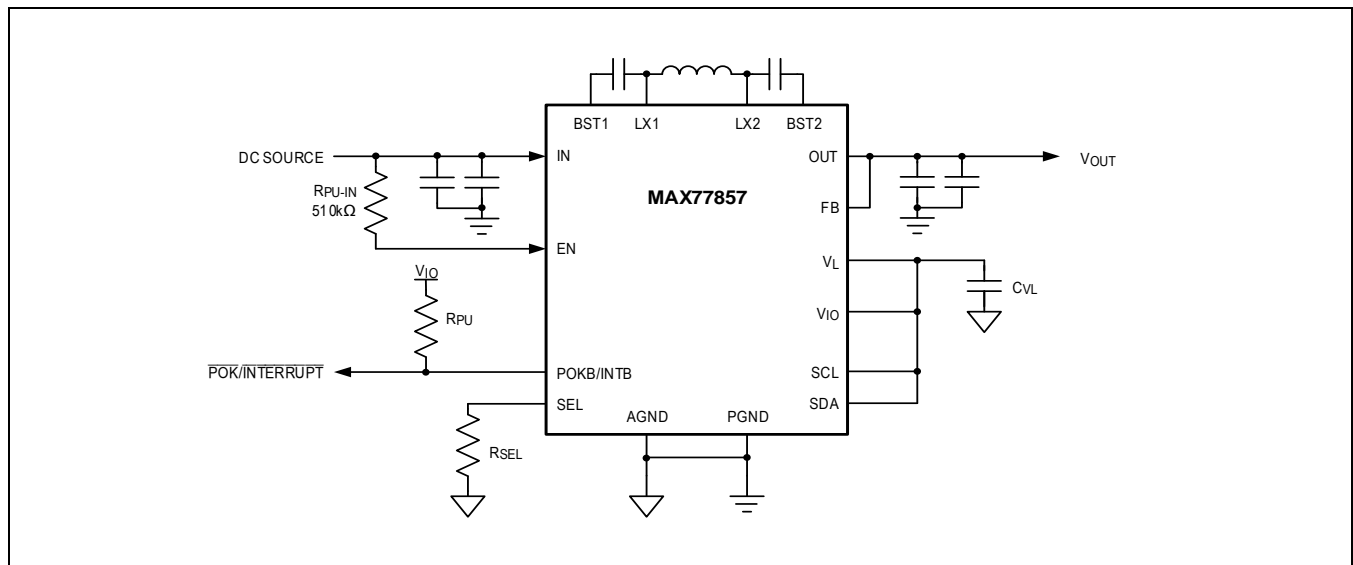 BST1 LX1 LX2 BST2
DC SOURCE IN OUT VOUT
RPU-IN
510kΩ
MAX77857
FB
EN
VL
CVL
VIO
RPU
VIO
POK/INTERRUPT POKB/INTB SCL
SEL SDA
AGND PGND
RSEL